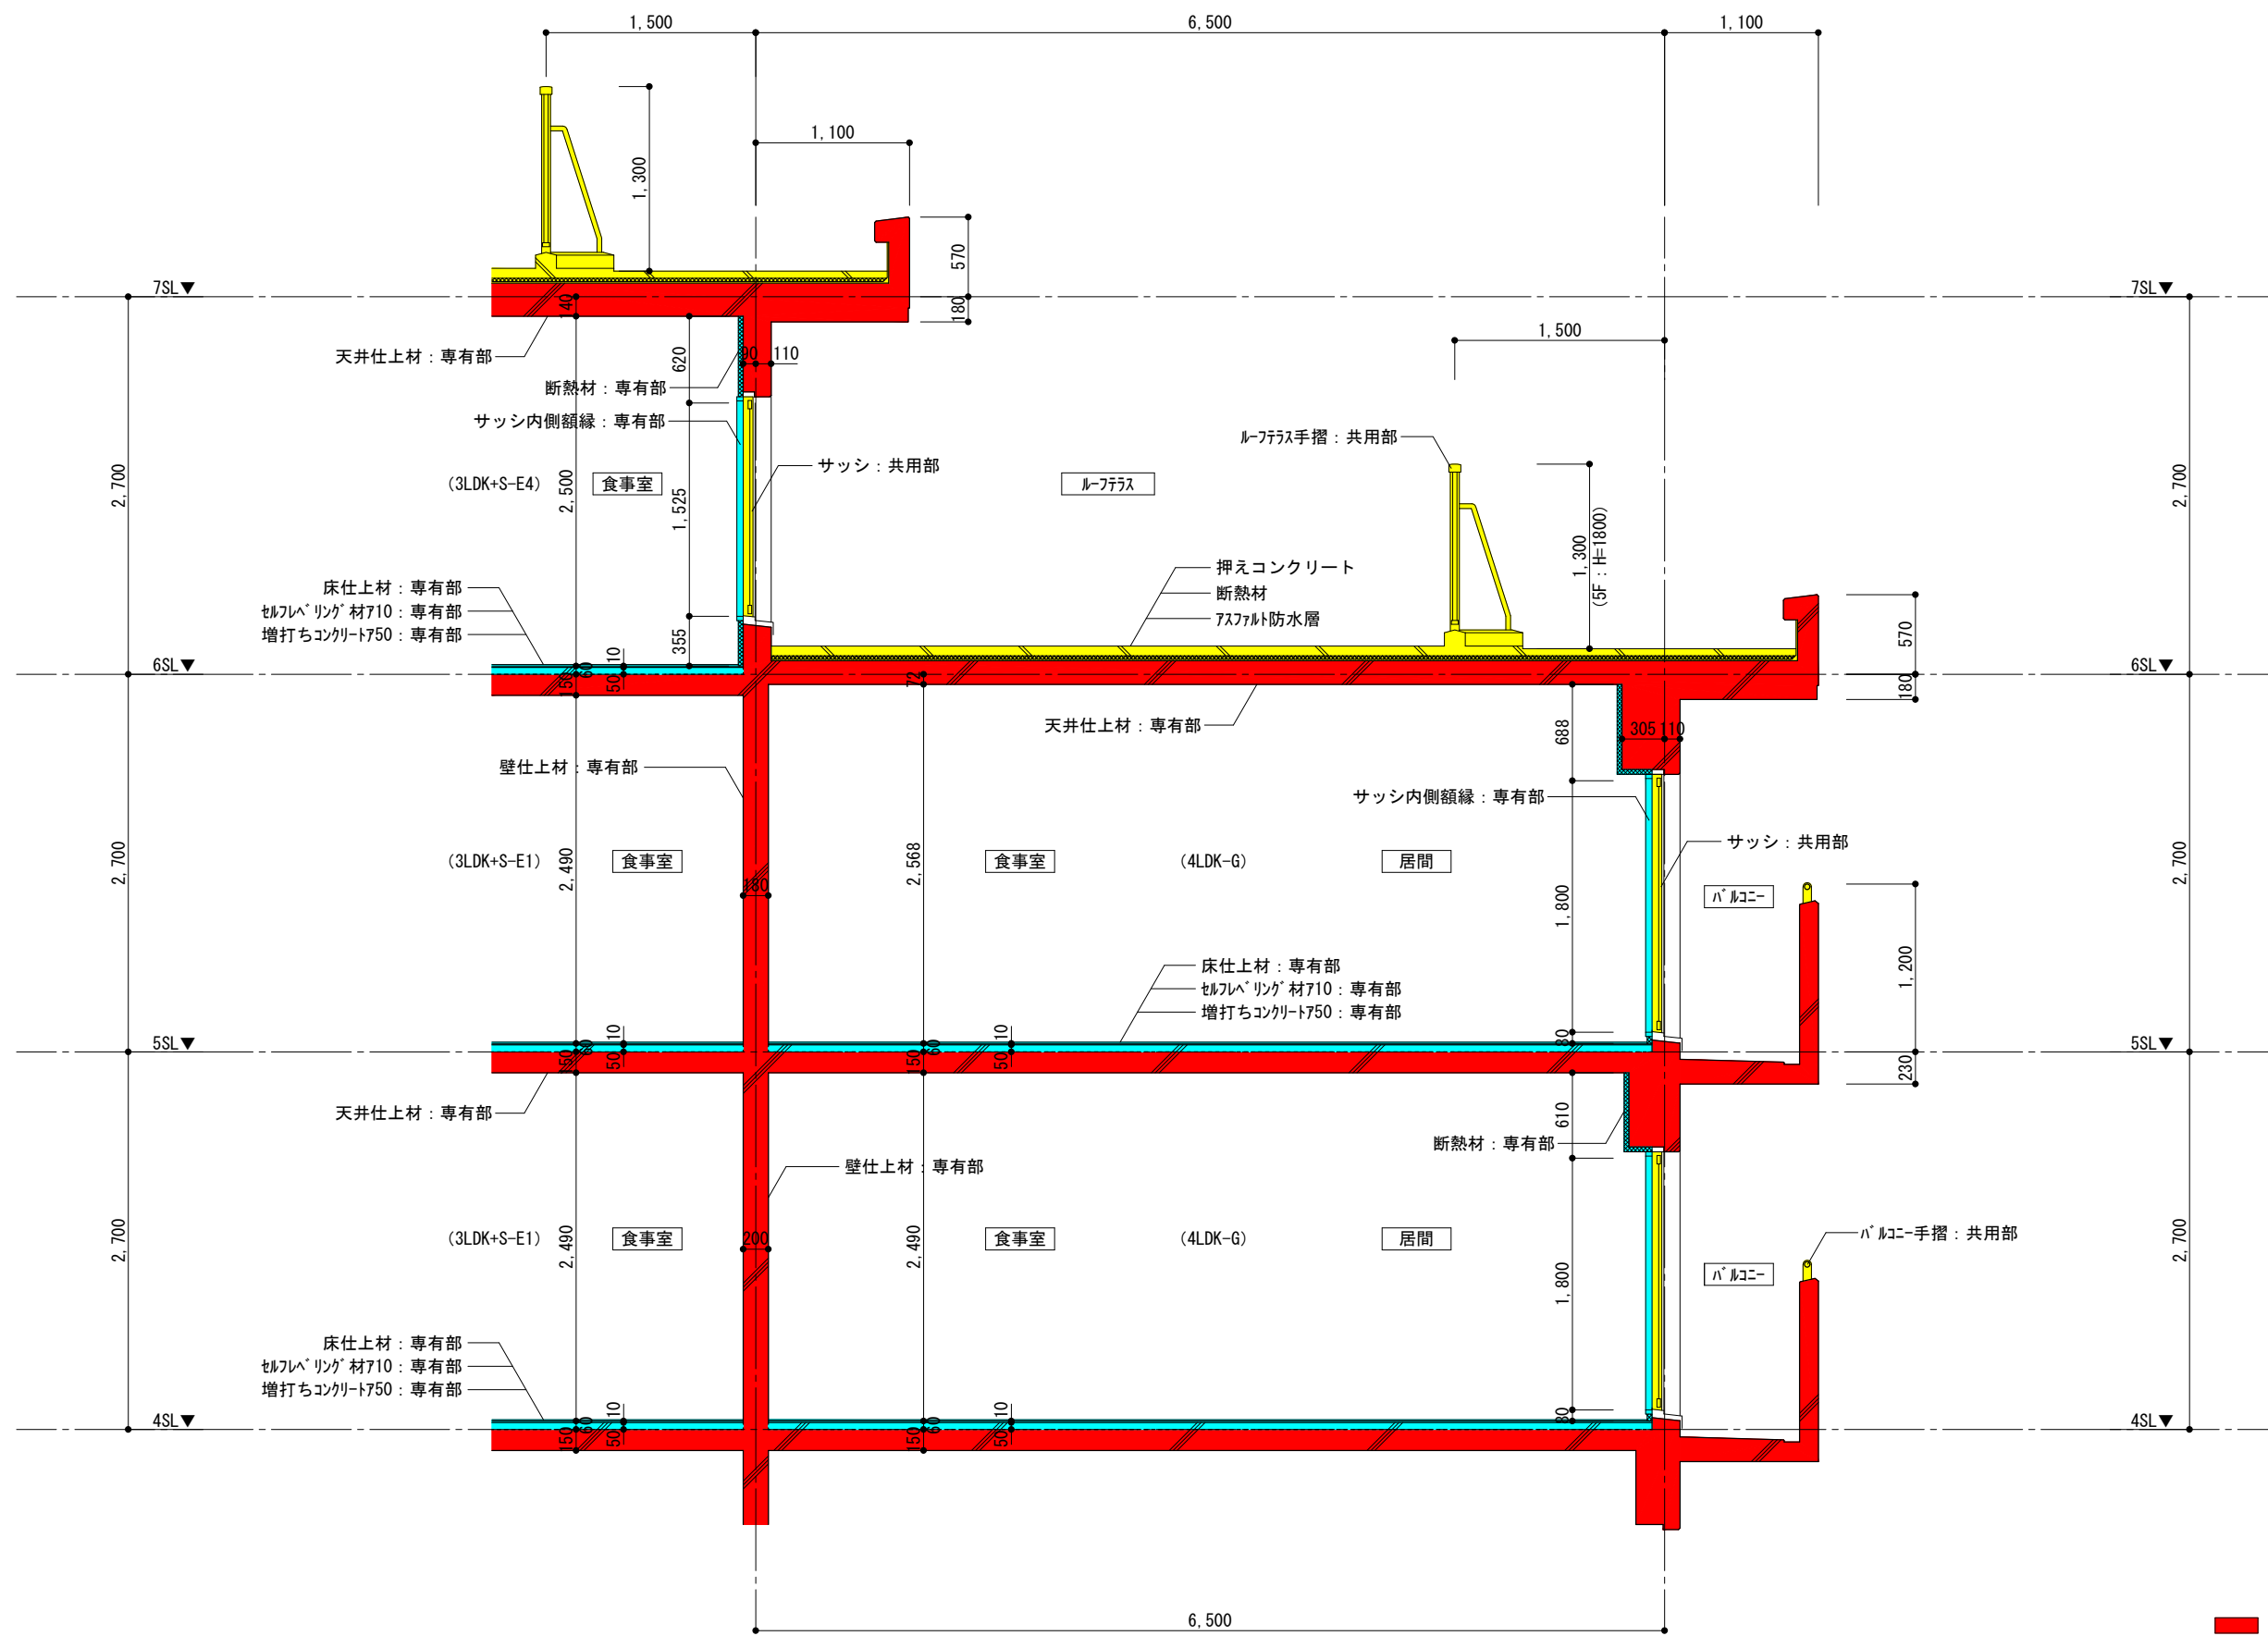 1,500
6,500
1,100
1,100
1,300
570
180
7SL▼
7SL▼
140
天井仕上材：専有部
620
90
110
1,500
断熱材：専有部
サッシ内側額縁：専有部
ﾙｰﾌﾃﾗｽ手摺：共用部
サッシ：共用部
2,700
(3LDK+S-E4)
2,500
食事室
1,525
ﾙｰﾌﾃﾗｽ
1,300
(5F：H=1800)
2,700
押えコンクリート
断熱材
ｱｽﾌｧﾙﾄ防水層
床仕上材：専有部
ｾﾙﾌﾚﾍﾞﾘﾝｸﾞ材ｱ10：専有部
増打ちｺﾝｸﾘｰﾄｱ50：専有部
355
570
6SL▼
6SL▼
10
60
50
150
72
180
天井仕上材：専有部
688
305
110
壁仕上材：専有部
サッシ内側額縁：専有部
サッシ：共用部
2,700
(3LDK+S-E1)
2,490
食事室
180
2,568
食事室
(4LDK-G)
居間
1,800
ﾊﾞﾙｺﾆｰ
1,200
2,700
床仕上材：専有部
ｾﾙﾌﾚﾍﾞﾘﾝｸﾞ材ｱ10：専有部
増打ちｺﾝｸﾘｰﾄｱ50：専有部
5SL▼
5SL▼
150
60
10
50
150
60
10
50
80
230
天井仕上材：専有部
610
断熱材：専有部
壁仕上材：専有部
2,700
(3LDK+S-E1)
2,490
食事室
200
2,490
食事室
(4LDK-G)
居間
1,800
ﾊﾞﾙｺﾆｰ
ﾊﾞﾙｺﾆｰ手摺：共用部
2,700
床仕上材：専有部
ｾﾙﾌﾚﾍﾞﾘﾝｸﾞ材ｱ10：専有部
増打ちｺﾝｸﾘｰﾄｱ50：専有部
4SL▼
4SL▼
150
60
10
50
150
60
10
50
80
6,500